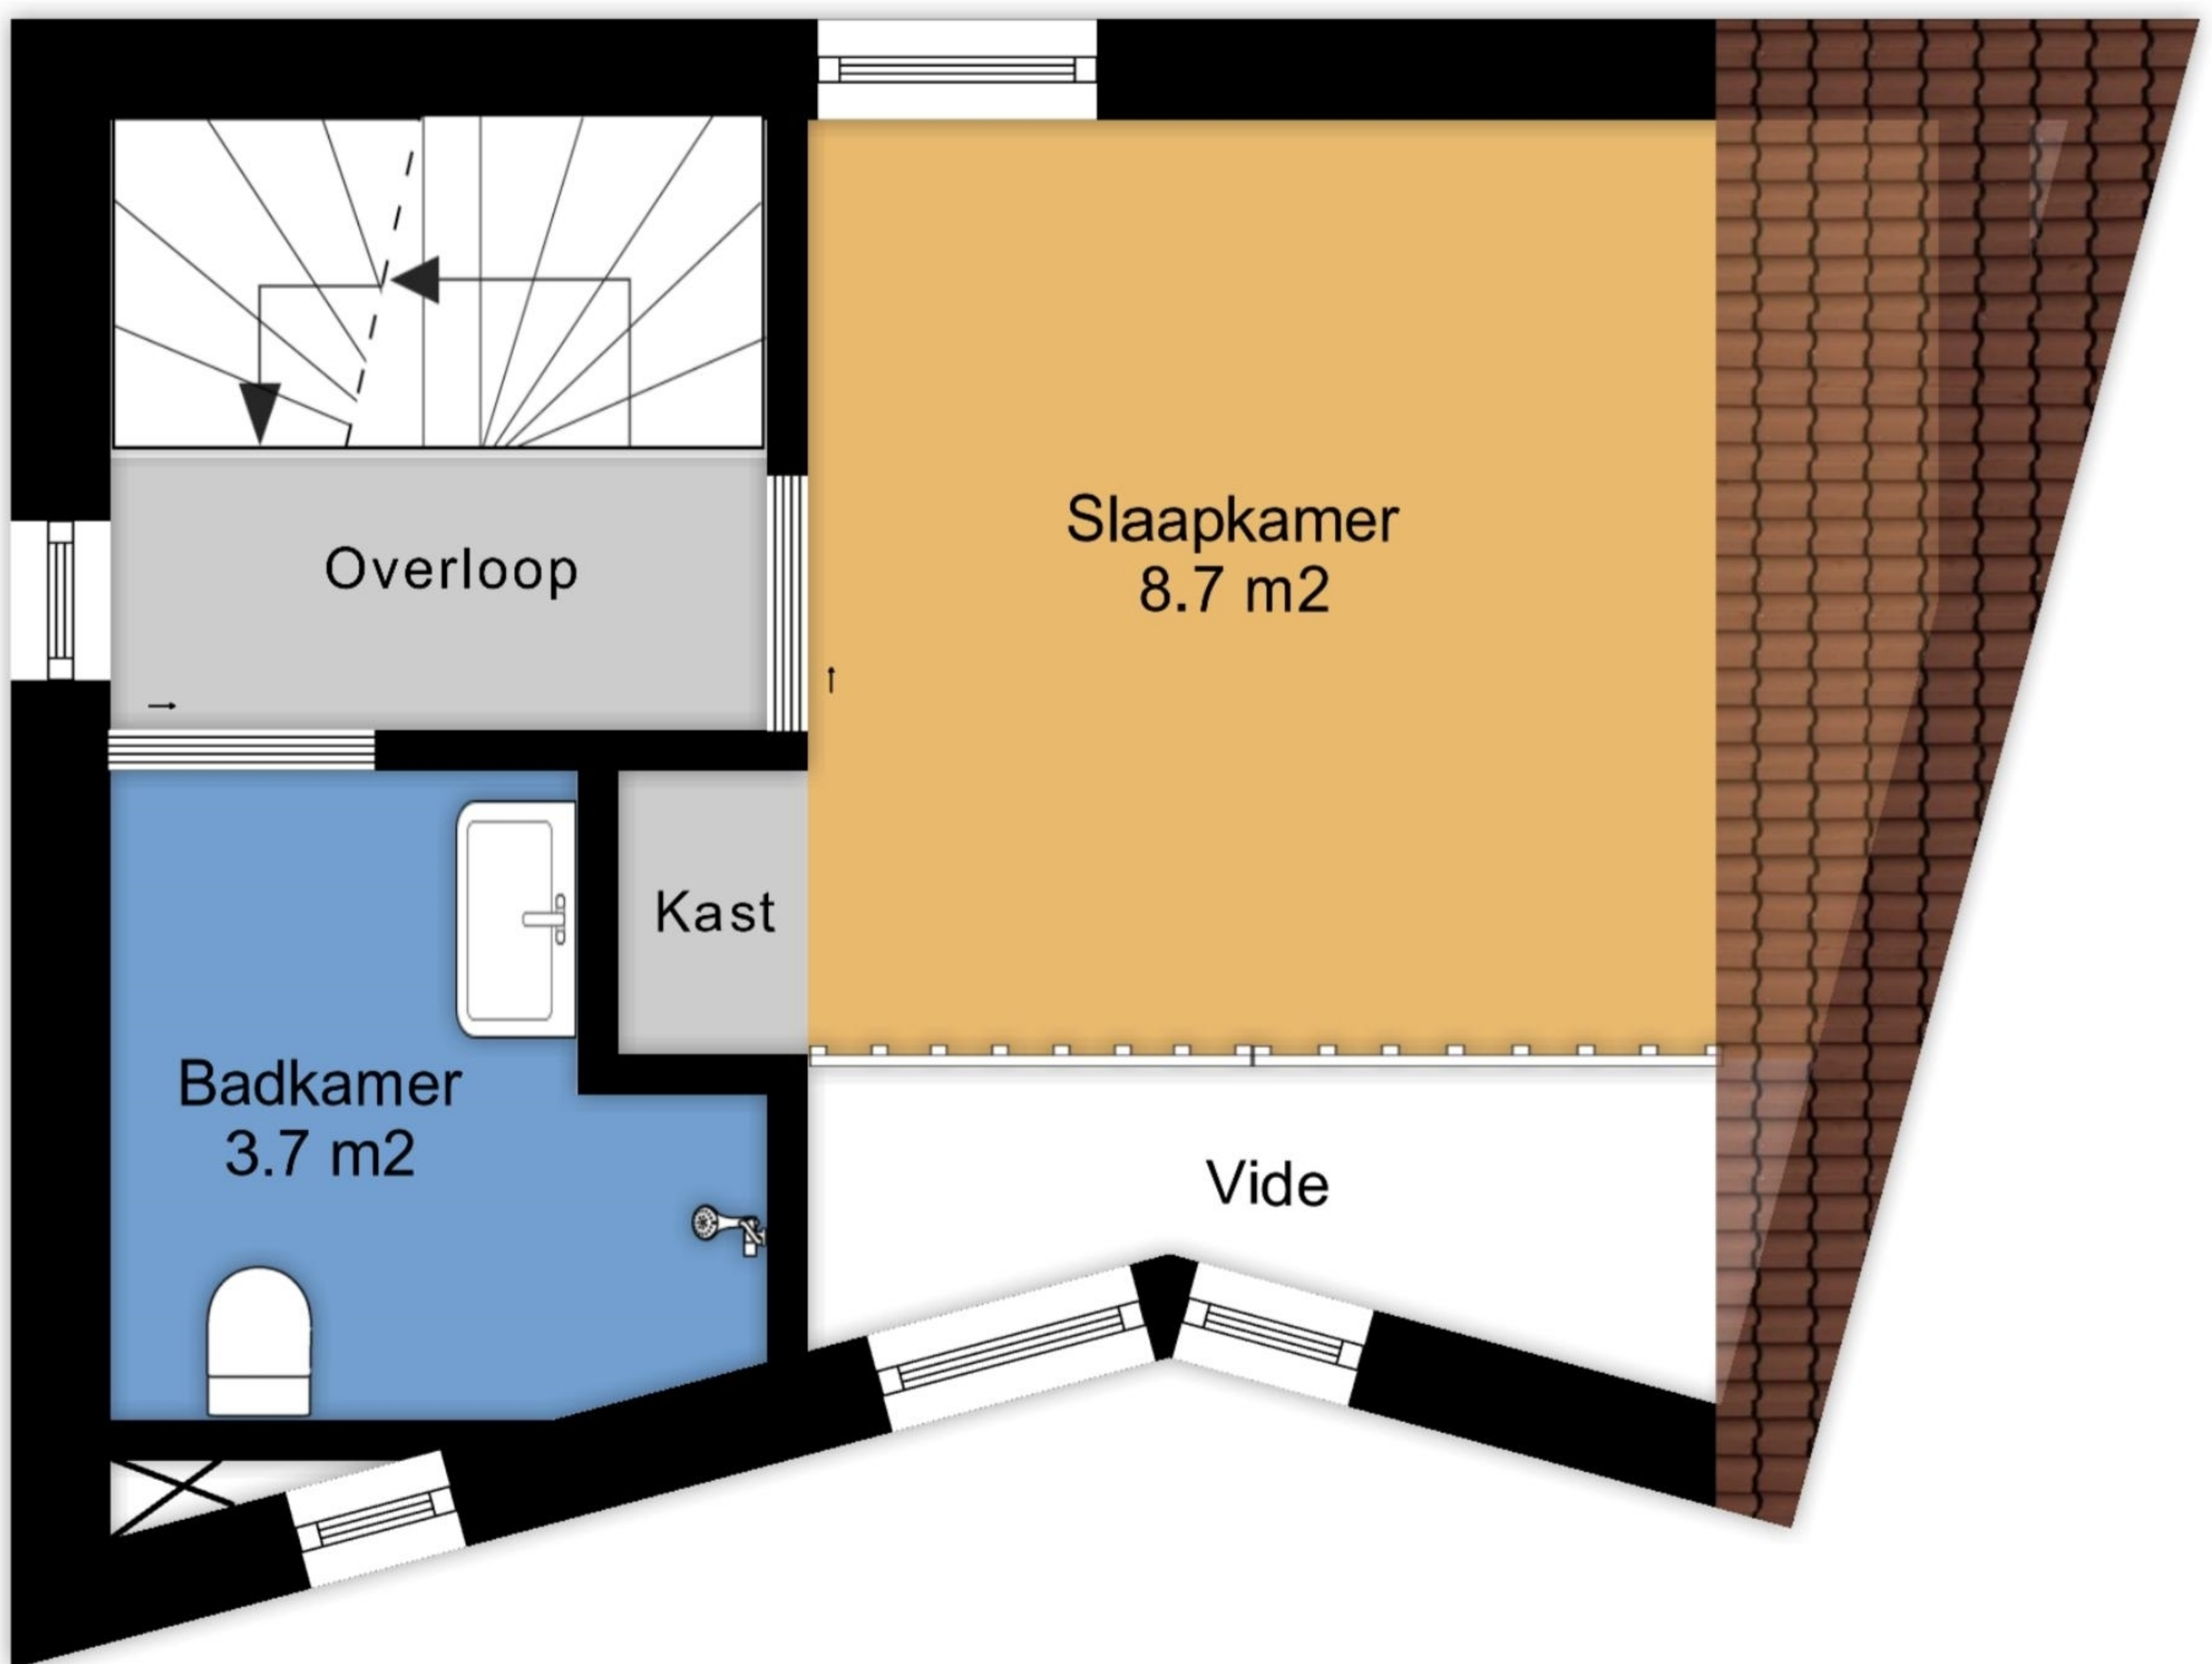 Slaapkamer
8.7 m2
Overloop
Kast
Badkamer
3.7 m2
Vide